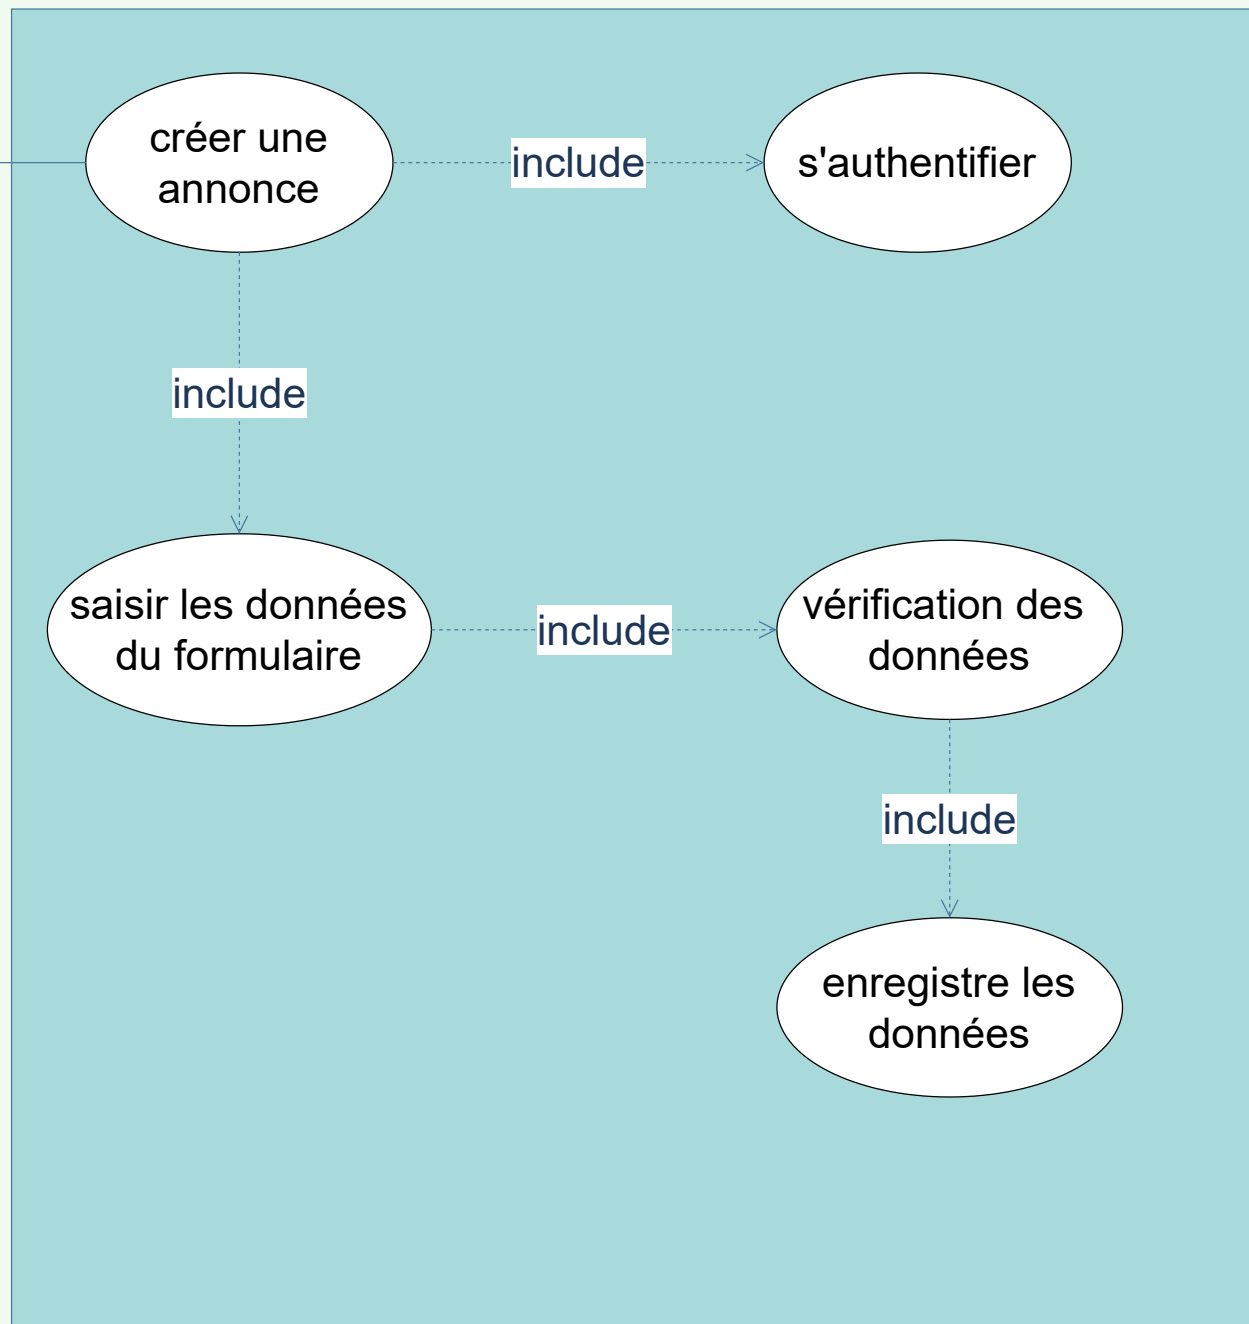 créer une
annonce
include
s'authentifier
include
saisir les données
du formulaire
include
vérification des
données
include
enregistre les
données